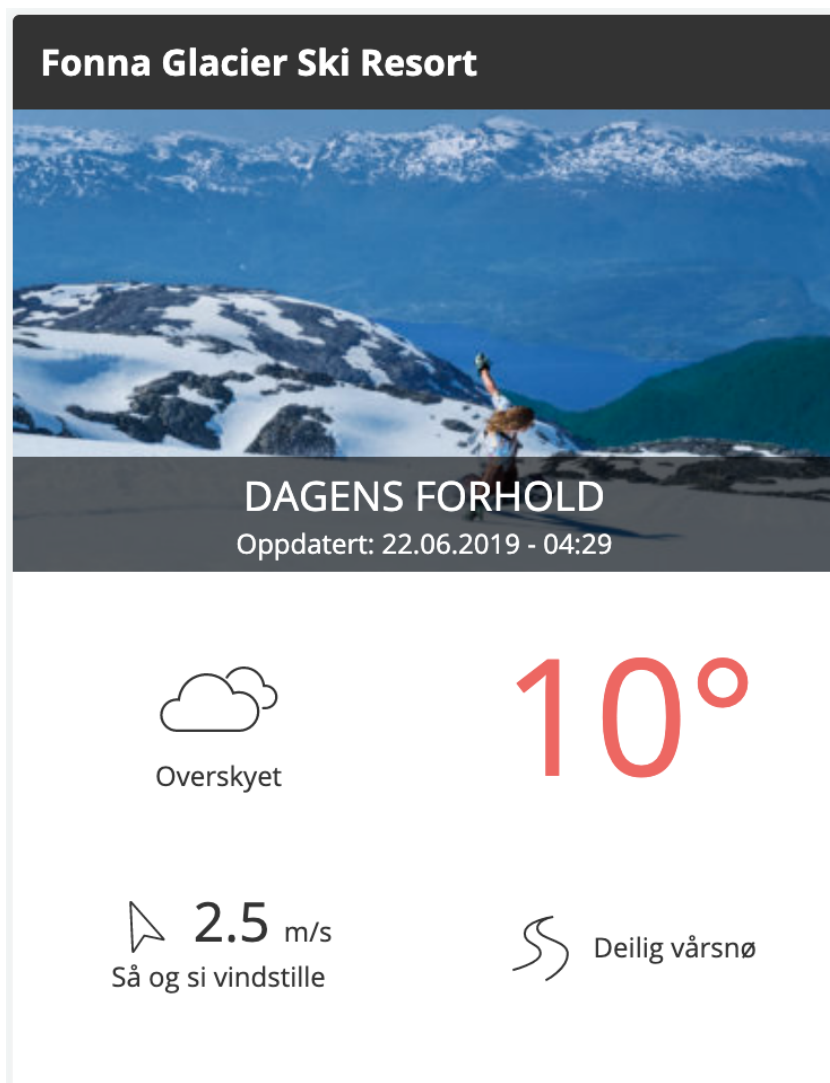 Fonna Glacier Ski Resort
DAGENS FORHOLD
Oppdatert: 22.06.2019 - 04:29
10°
Overskyet
2.5 m/s
Så og si vindstille
Deilig vårsnø